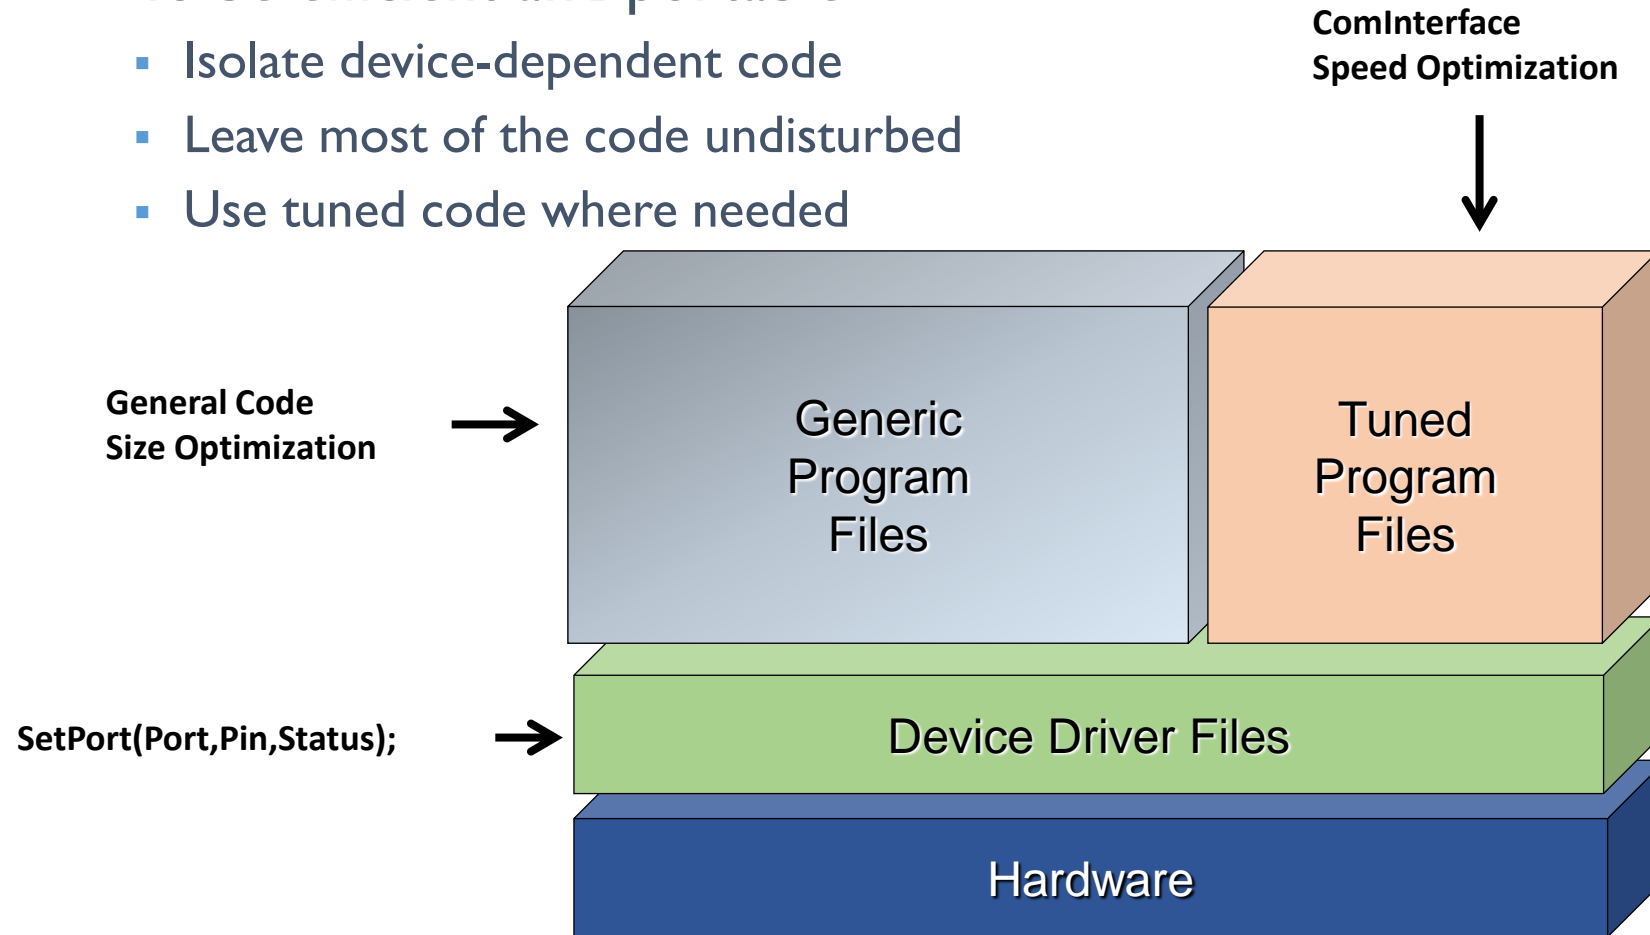 ComInterface
Speed Optimization
▪ Isolate device-dependent code
▪ Leave most of the code undisturbed
▪ Use tuned code where needed
General Code
Size Optimization
Generic
Program
Files
Tuned
Program
Files
SetPort(Port,Pin,Status);
Device Driver Files
Hardware